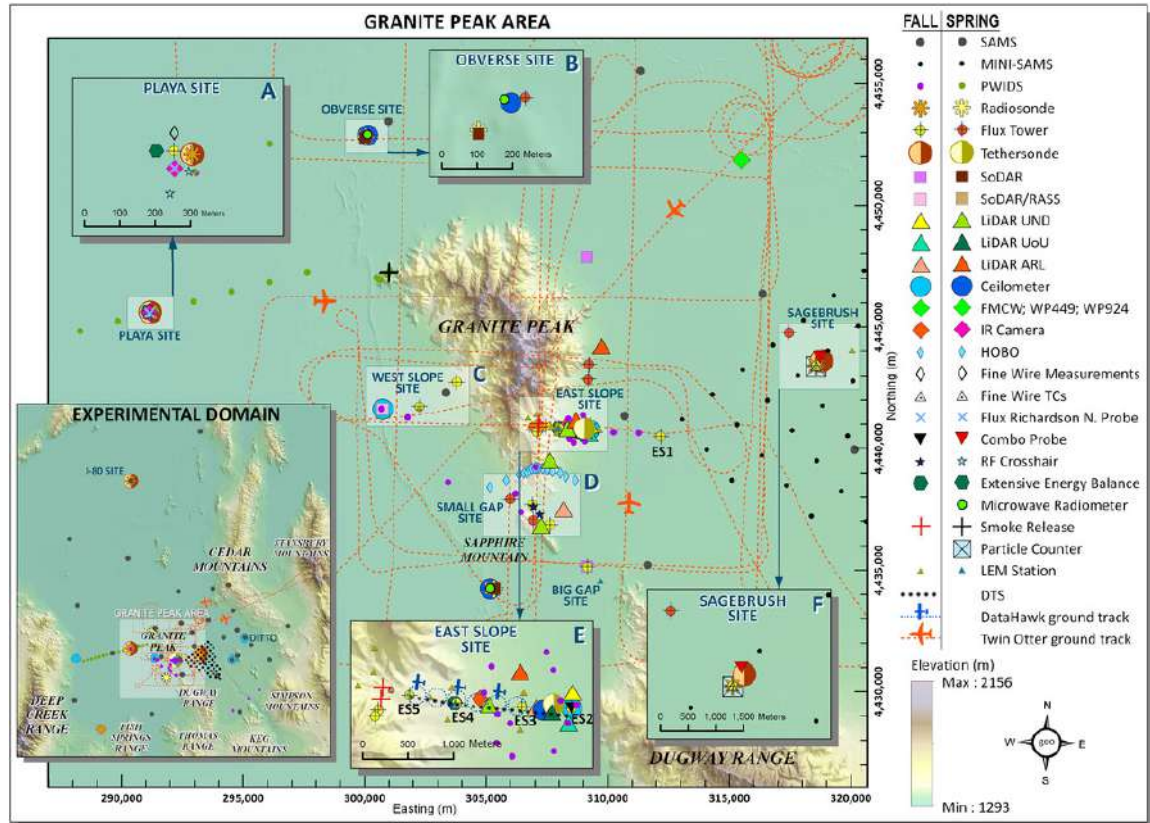 GRANITE PEAK AREA
PLAYA SITE
A
0 100 200 300 Meters
OBVERSE SITE
B
0 100 200 Meters
OBVERSE SITE
PLAYA SITE
GRANITE PEAK
WEST SLOPE
SITE
C
EAST SLOPE
SITE
ES1
SAGEBRUSH
SITE
D
SMALL GAP
SITE
SAPPHIRE
MOUNTAIN
BIG GAP
SITE
EXPERIMENTAL DOMAIN
I-80 SITE
CEDAR
MOUNTAINS
STANSBURY
MOUNTAINS
GRANITE PEAK AREA
GRANITE
PEAK
DITTO
DUGWAY
RANGE
DEEP
CREEK
RANGE
FISH
SPRINGS
RANGE
THOMAS
RANGE
SIMPSON
MOUNTAINS
KEG MOUNTAINS
EAST SLOPE
SITE
E
ES5
ES4
ES3
ES2
0 500 1,000 Meters
SAGEBRUSH
SITE
F
0 500 1,000 1,500 Meters
DUGWAY RANGE
4,455,000
4,450,000
4,445,000
4,440,000
4,435,000
4,430,000
Northing (m)
290,000 295,000 300,000 305,000 310,000 315,000 320,000
Easting (m)
FALL SPRING
SAMS
MINI-SAMS
PWIDS
Radiosonde
Flux Tower
Tethersonde
SoDAR
SoDAR/RASS
LiDAR UND
LiDAR UoU
LiDAR ARL
Ceilometer
FMCW; WP449; WP924
IR Camera
HOBO
Fine Wire Measurements
Fine Wire TCs
Flux Richardson N. Probe
Combo Probe
RF Crosshair
Extensive Energy Balance
Microwave Radiometer
Smoke Release
Particle Counter
LEM Station
DTS
DataHawk ground track
Twin Otter ground track
Elevation (m)
Max : 2156
Min : 1293
N
W geo E
S